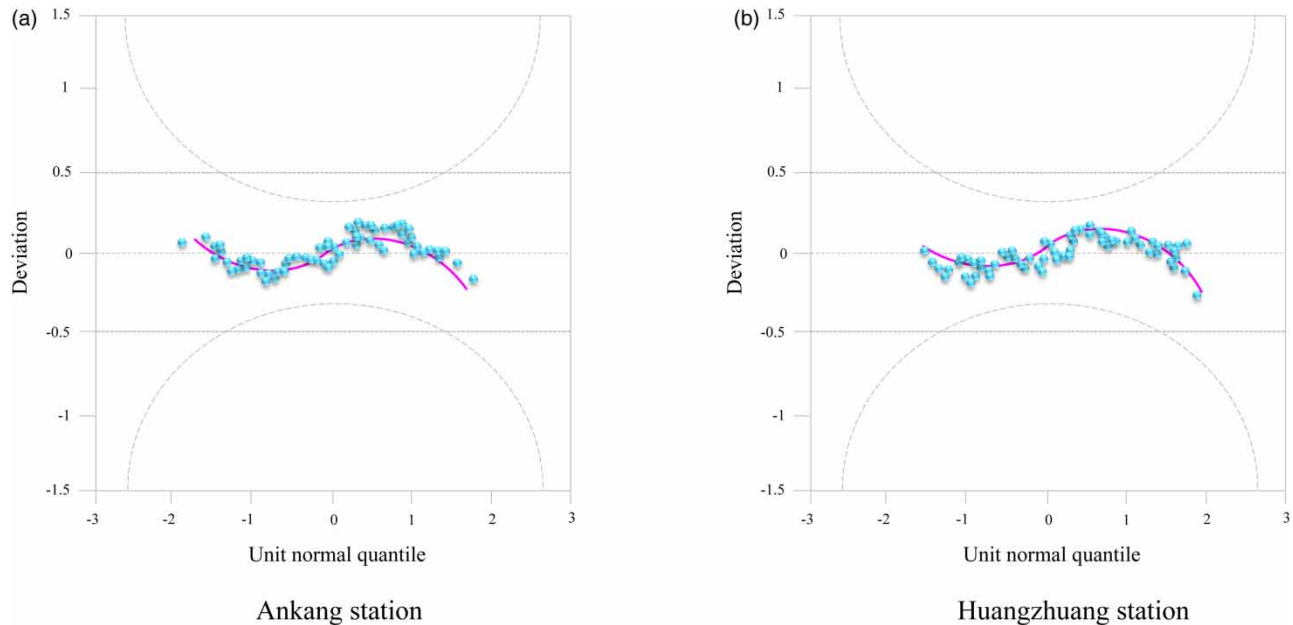 (a)
1.5
1
0.5
0
-0.5
-1
-1.5
Deviation
-3 -2 -1 0 1 2 3
Unit normal quantile
Ankang station
(b)
1.5
1
0.5
0
-0.5
-1
-1.5
Deviation
-3 -2 -1 0 1 2 3
Unit normal quantile
Huangzhuang station